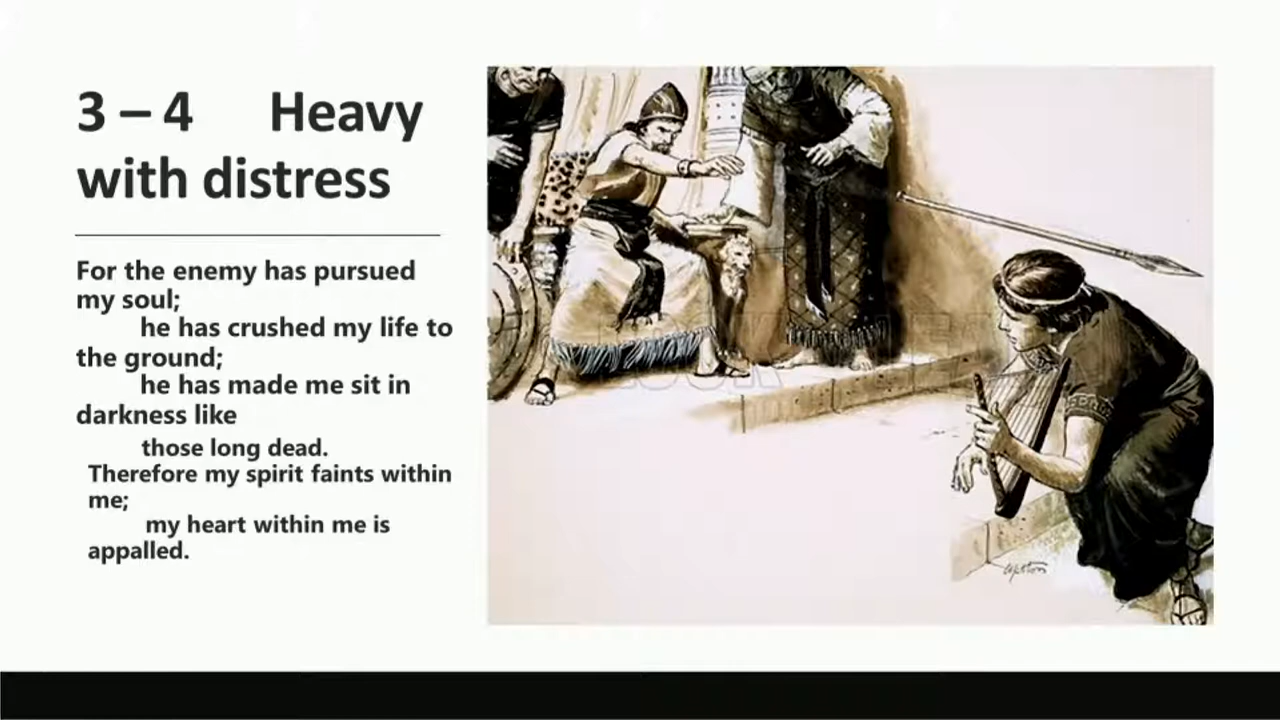 3 – 4 Heavy
with distress
For the enemy has pursued
my soul;
he has crushed my life to
the ground;
he has made me sit in
darkness like
those long dead.
Therefore my spirit faints within
me;
my heart within me is
appalled.